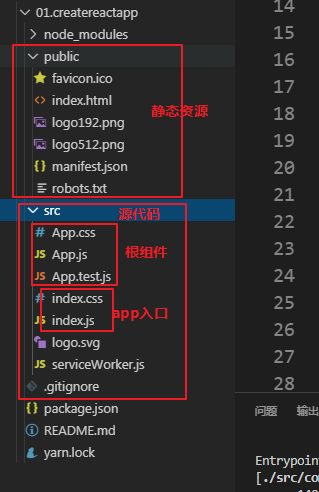 01.createreactapp
node_modules
public
favicon.ico
index.html
静态资源
logo192.png
logo512.png
manifest.json
robots.txt
src
源代码
App.css
App.js
根组件
App.test.js
index.css
index.js
app入口
logo.svg
serviceWorker.js
.gitignore
package.json
README.md
yarn.lock
14
15
16
17
18
19
20
21
22
23
24
25
26
27
28
问题
输出
Entrypoin
[./src/co